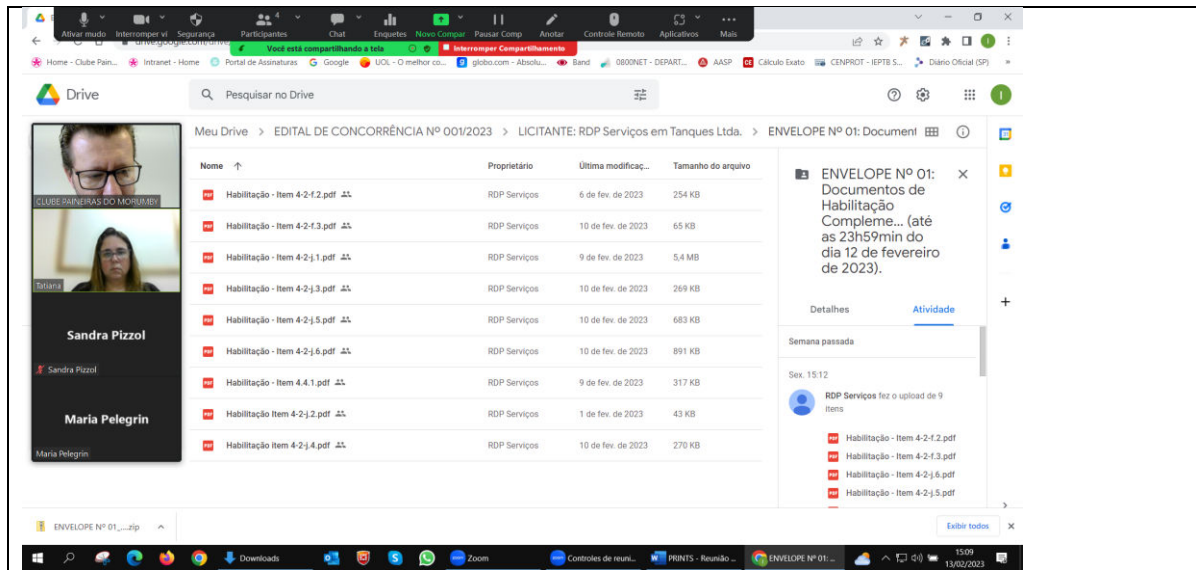 Ativar mudo Interromper ví Segurança Participantes 4 Chat Enquetes Novo Compar Pausar Comp Anotar Controle Remoto Aplicativos Mais
Você está compartilhando a tela Interromper Compartilhamento
Home - Clube Pain... Intranet - Home Portal de Assinaturas Google UOL - O melhor co... globo.com - Absolu... Band 0800NET - DEPART... AASP Cálculo Exato CENPROT - IEPTB S... Diário Oficial (SP) »
Drive
Pesquisar no Drive
Meu Drive > EDITAL DE CONCORRÊNCIA Nº 001/2023 > LICITANTE: RDP Serviços em Tanques Ltda. > ENVELOPE Nº 01: Document
Nome Proprietário Última modificaç... Tamanho do arquivo
Habilitação - Item 4-2-f.2.pdf RDP Serviços 6 de fev. de 2023 254 KB
Habilitação - Item 4-2-f.3.pdf RDP Serviços 10 de fev. de 2023 65 KB
Habilitação - Item 4-2-j.1.pdf RDP Serviços 9 de fev. de 2023 5,4 MB
Habilitação - Item 4-2-j.3.pdf RDP Serviços 10 de fev. de 2023 269 KB
Habilitação - Item 4-2-j.5.pdf RDP Serviços 10 de fev. de 2023 683 KB
Habilitação - Item 4-2-j.6.pdf RDP Serviços 10 de fev. de 2023 891 KB
Habilitação - Item 4.4.1.pdf RDP Serviços 9 de fev. de 2023 317 KB
Habilitação Item 4-2-j.2.pdf RDP Serviços 1 de fev. de 2023 43 KB
Habilitação item 4-2-j.4.pdf RDP Serviços 10 de fev. de 2023 270 KB
CLUBE PAINEIRAS DO MORUMBY
Tatiana
Sandra Pizzol
Sandra Pizzol
Maria Pelegrin
Maria Pelegrin
ENVELOPE Nº 01:
Documentos de
Habilitação
Compleme... (até
as 23h59min do
dia 12 de fevereiro
de 2023).
Detalhes Atividade
Semana passada
Sex. 15:12
RDP Serviços fez o upload de 9
itens
Habilitação - Item 4-2-f.2.pdf
Habilitação - Item 4-2-f.3.pdf
Habilitação - Item 4-2-j.6.pdf
Habilitação - Item 4-2-j.5.pdf
ENVELOPE Nº 01_....zip
Exibir todos
Downloads Zoom Controles de reuni... PRINTS - Reunião ... ENVELOPE Nº 01: ...
15:09
13/02/2023